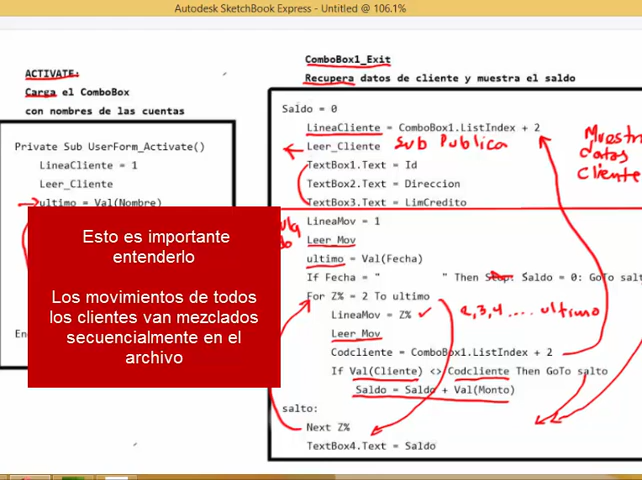 Autodesk SketchBook Express - Untitled @ 106.1%
ACTIVATE:
Carga el ComboBox
con nombres de las cuentas
Private Sub UserForm_Activate()
LineaCliente = 1
Leer_Cliente
ultimo = Val(Nombre)
Esto es importante
entenderlo
Los movimientos de todos
los clientes van mezclados
secuencialmente en el
archivo
ComboBox1_Exit
Recupera datos de cliente y muestra el saldo
Saldo = 0
LineaCliente = ComboBox1.ListIndex + 2
Leer_Cliente Sub Publica
TextBox1.Text = Id
TextBox2.Text = Direccion
TextBox3.Text = LimCredito
Muestra
datos
Cliente
LineaMov = 1
Leer_Mov
ultimo = Val(Fecha)
If Fecha = " " Then Stop: Saldo = 0: GoTo salt
For Z% = 2 To ultimo
2,3,4 .... ultimo
LineaMov = Z%
Leer_Mov
Codcliente = ComboBox1.ListIndex + 2
If Val(Cliente) <> Codcliente Then GoTo salto
Saldo = Saldo + Val(Monto)
salto:
Next Z%
TextBox4.Text = Saldo